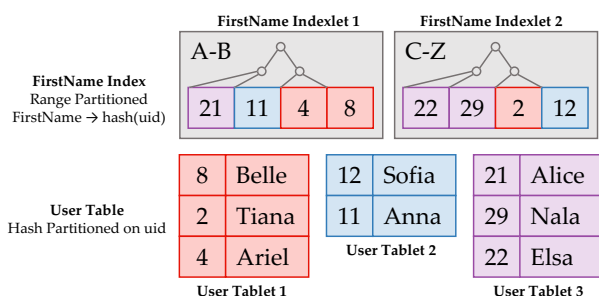 FirstName Indexlet 1
FirstName Indexlet 2
A-B
C-Z
FirstName Index
Range Partitioned
FirstName → hash(uid)
21 11 4 8
22 29 2 12
User Table
Hash Partitioned on uid
8 Belle
2 Tiana
4 Ariel
User Tablet 1
12 Sofia
11 Anna
User Tablet 2
21 Alice
29 Nala
22 Elsa
User Tablet 3